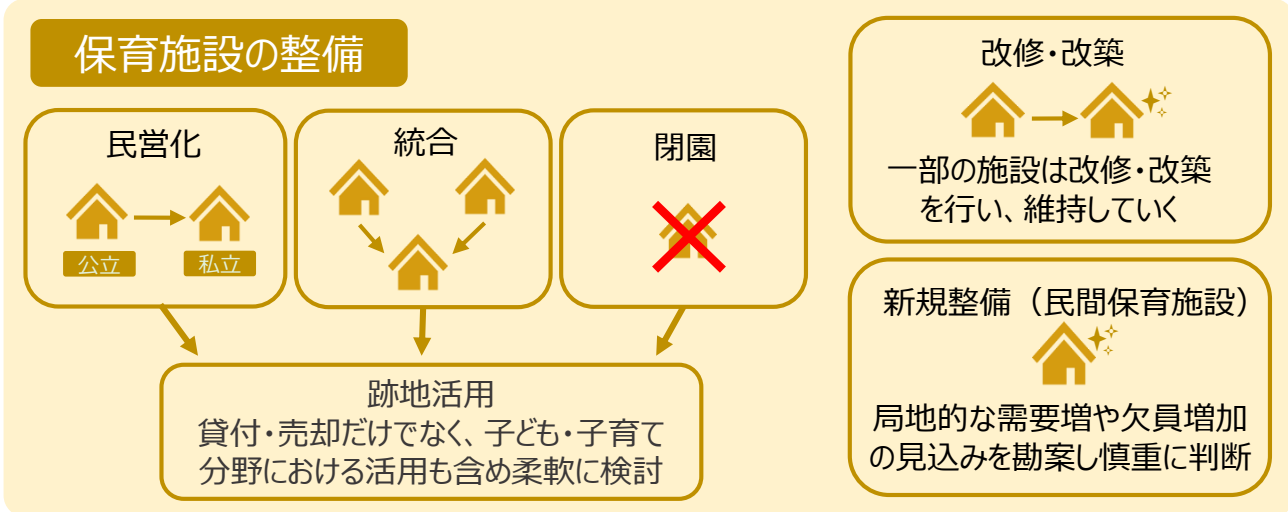 保育施設の整備
民営化
公立
私立
統合
閉園
跡地活用
貸付・売却だけでなく、子ども・子育て
分野における活用も含め柔軟に検討
改修・改築
一部の施設は改修・改築
を行い、維持していく
新規整備（民間保育施設）
局地的な需要増や欠員増加
の見込みを勘案し慎重に判断